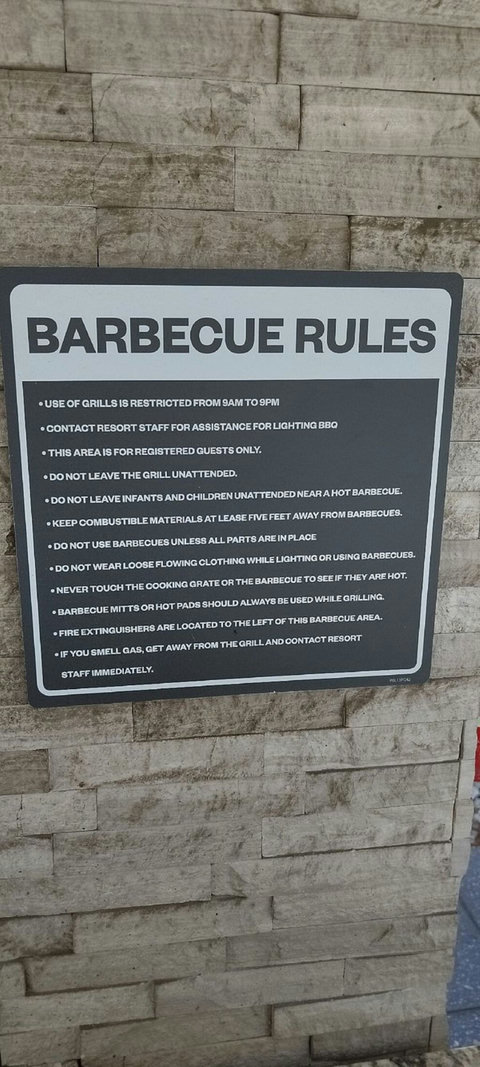 BARBECUE RULES
• USE OF GRILLS IS RESTRICTED FROM 9AM TO 9PM
• CONTACT RESORT STAFF FOR ASSISTANCE FOR LIGHTING BBQ
• THIS AREA IS FOR REGISTERED GUESTS ONLY.
• DO NOT LEAVE THE GRILL UNATTENDED.
• DO NOT LEAVE INFANTS AND CHILDREN UNATTENDED NEAR A HOT BARBECUE.
• KEEP COMBUSTIBLE MATERIALS AT LEASE FIVE FEET AWAY FROM BARBECUES.
• DO NOT USE BARBECUES UNLESS ALL PARTS ARE IN PLACE
• DO NOT WEAR LOOSE FLOWING CLOTHING WHILE LIGHTING OR USING BARBECUES.
• NEVER TOUCH THE COOKING GRATE OR THE BARBECUE TO SEE IF THEY ARE HOT.
• BARBECUE MITTS OR HOT PADS SHOULD ALWAYS BE USED WHILE GRILLING.
• FIRE EXTINGUISHERS ARE LOCATED TO THE LEFT OF THIS BARBECUE AREA.
• IF YOU SMELL GAS, GET AWAY FROM THE GRILL AND CONTACT RESORT
STAFF IMMEDIATELY.